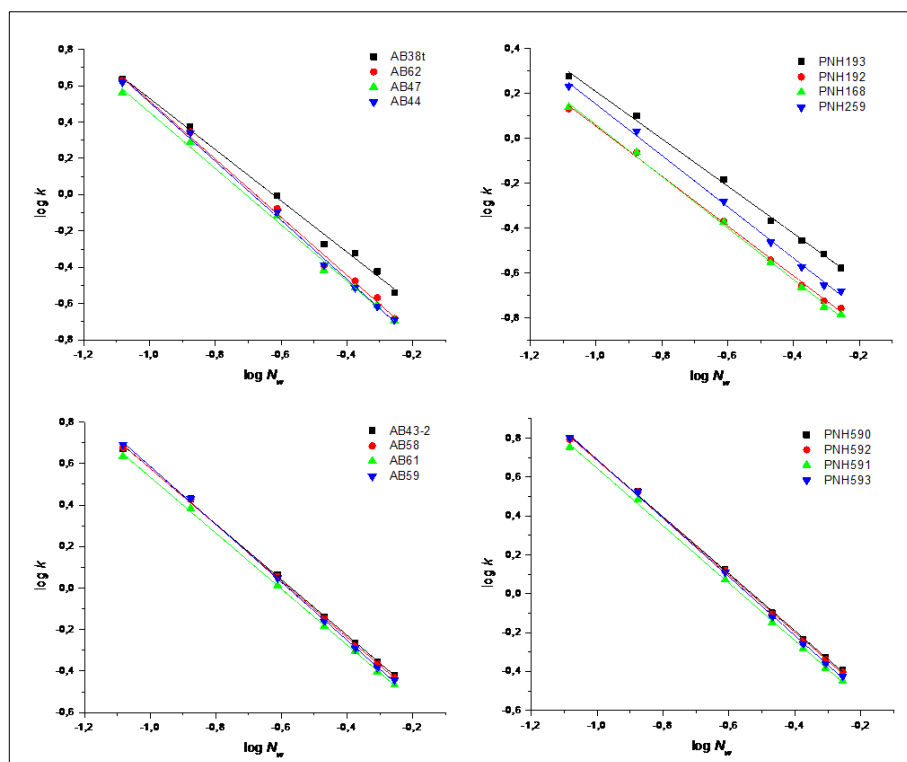 0,8
0,6
0,4
0,2
0,0
-0,2
-0,4
-0,6
-0,8
log k
-1,2 -1,0 -0,8 -0,6 -0,4 -0,2
log Nw
AB38t
AB62
AB47
AB44
0,4
0,2
0,0
-0,2
-0,4
-0,6
-0,8
log k
-1,2 -1,0 -0,8 -0,6 -0,4 -0,2
log Nw
PNH193
PNH192
PNH168
PNH259
0,8
0,6
0,4
0,2
0,0
-0,2
-0,4
-0,6
log k
-1,2 -1,0 -0,8 -0,6 -0,4 -0,2
log Nw
AB43-2
AB58
AB61
AB59
0,8
0,6
0,4
0,2
0,0
-0,2
-0,4
-0,6
log k
-1,2 -1,0 -0,8 -0,6 -0,4 -0,2
log Nw
PNH590
PNH592
PNH591
PNH593